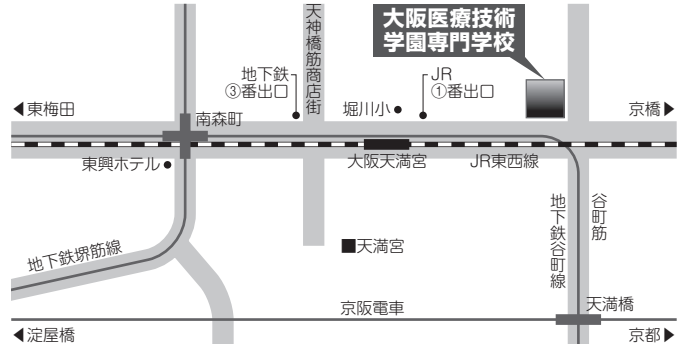 天神橋筋商店街
大阪医療技術
学園専門学校
地下鉄
③番出口
JR
①番出口
堀川小●
◀東梅田
京橋▶
南森町
東興ホテル●
大阪天満宮
JR東西線
地下鉄谷町線
谷町筋
地下鉄堺筋線
■天満宮
京阪電車
天満橋
◀淀屋橋
京都▶